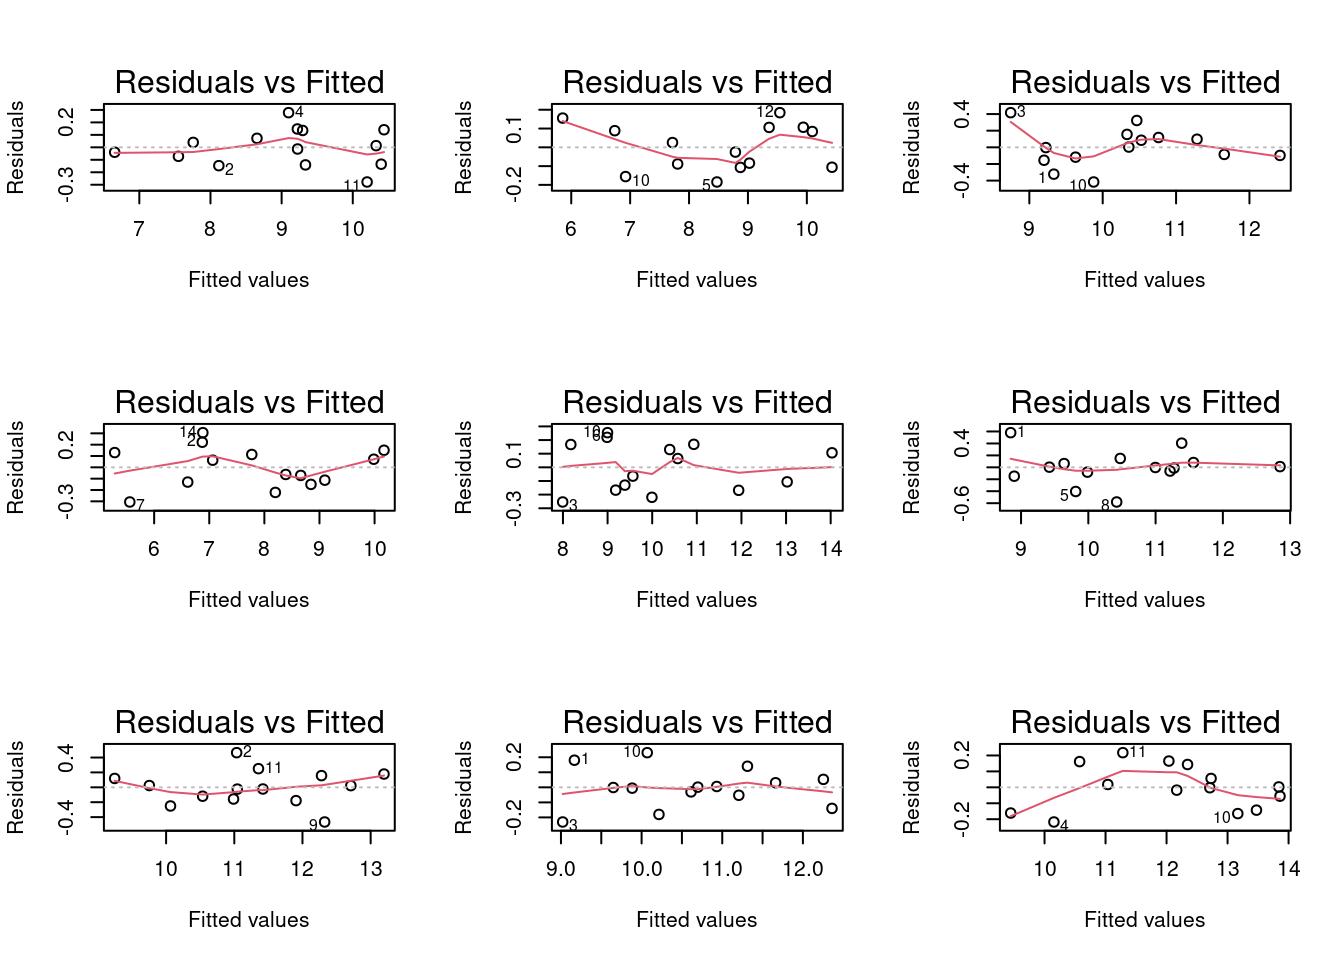 Residuals vs Fitted
Residuals
0.2
-0.3
4
2
11
7 8 9 10
Fitted values
Residuals vs Fitted
Residuals
0.1
-0.2
12
10
5
6 7 8 9 10
Fitted values
Residuals vs Fitted
Residuals
0.4
-0.4
3
1
10
9 10 11 12
Fitted values
Residuals vs Fitted
Residuals
0.2
-0.3
14
2
7
6 7 8 9 10
Fitted values
Residuals vs Fitted
Residuals
0.1
-0.3
10
6
3
8 9 10 11 12 13 14
Fitted values
Residuals vs Fitted
Residuals
0.4
-0.6
1
5
8
9 10 11 12 13
Fitted values
Residuals vs Fitted
Residuals
0.4
-0.4
2
11
9
10 11 12 13
Fitted values
Residuals vs Fitted
Residuals
0.2
-0.2
10
1
3
9.0 10.0 11.0 12.0
Fitted values
Residuals vs Fitted
Residuals
0.2
-0.2
11
10
4
10 11 12 13 14
Fitted values